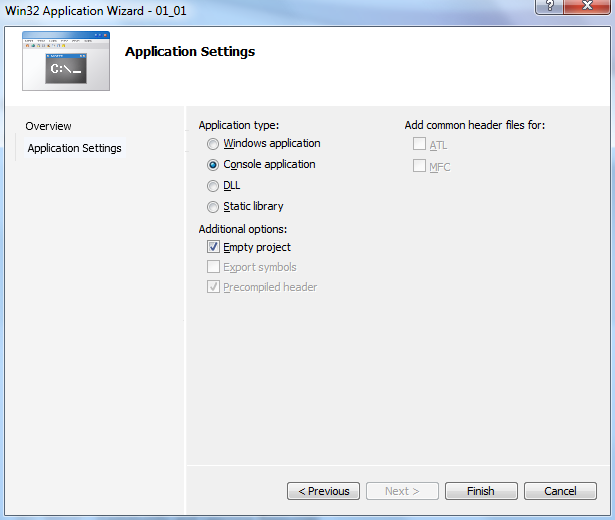 Win32 Application Wizard - 01_01
?
C:\_
Application Settings
Overview
Application Settings
Application type:
Windows application
Console application
DLL
Static library
Additional options:
Empty project
Export symbols
Precompiled header
Add common header files for:
ATL
MFC
< Previous
Next >
Finish
Cancel